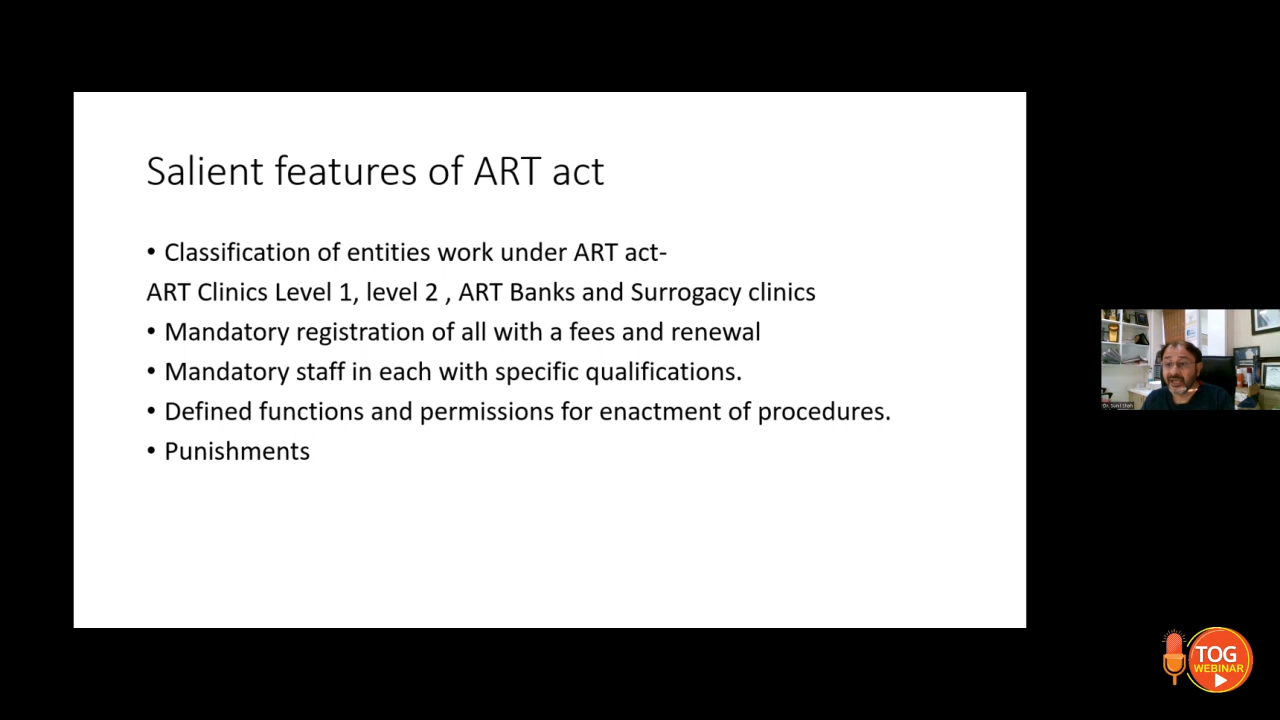 Salient features of ART act
• Classification of entities work under ART act-
ART Clinics Level 1, level 2 , ART Banks and Surrogacy clinics
• Mandatory registration of all with a fees and renewal
• Mandatory staff in each with specific qualifications.
• Defined functions and permissions for enactment of procedures.
• Punishments
TOG
WEBINAR